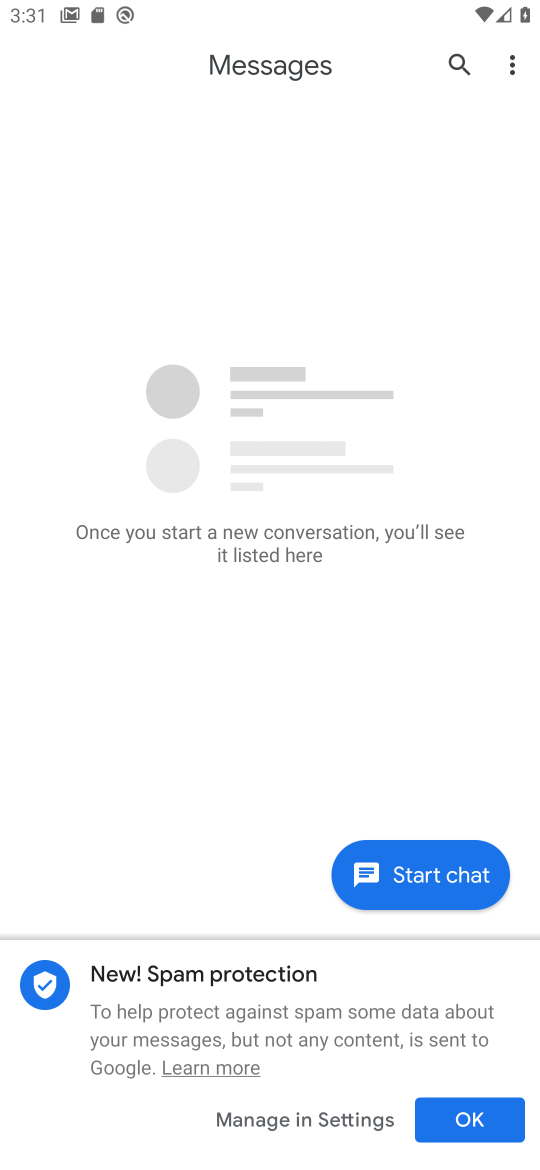 3:31
Messages
Once you start a new conversation, you’ll see
it listed here
Start chat
New! Spam protection
To help protect against spam some data about
your messages, but not any content, is sent to
Google. Learn more
Manage in Settings
OK